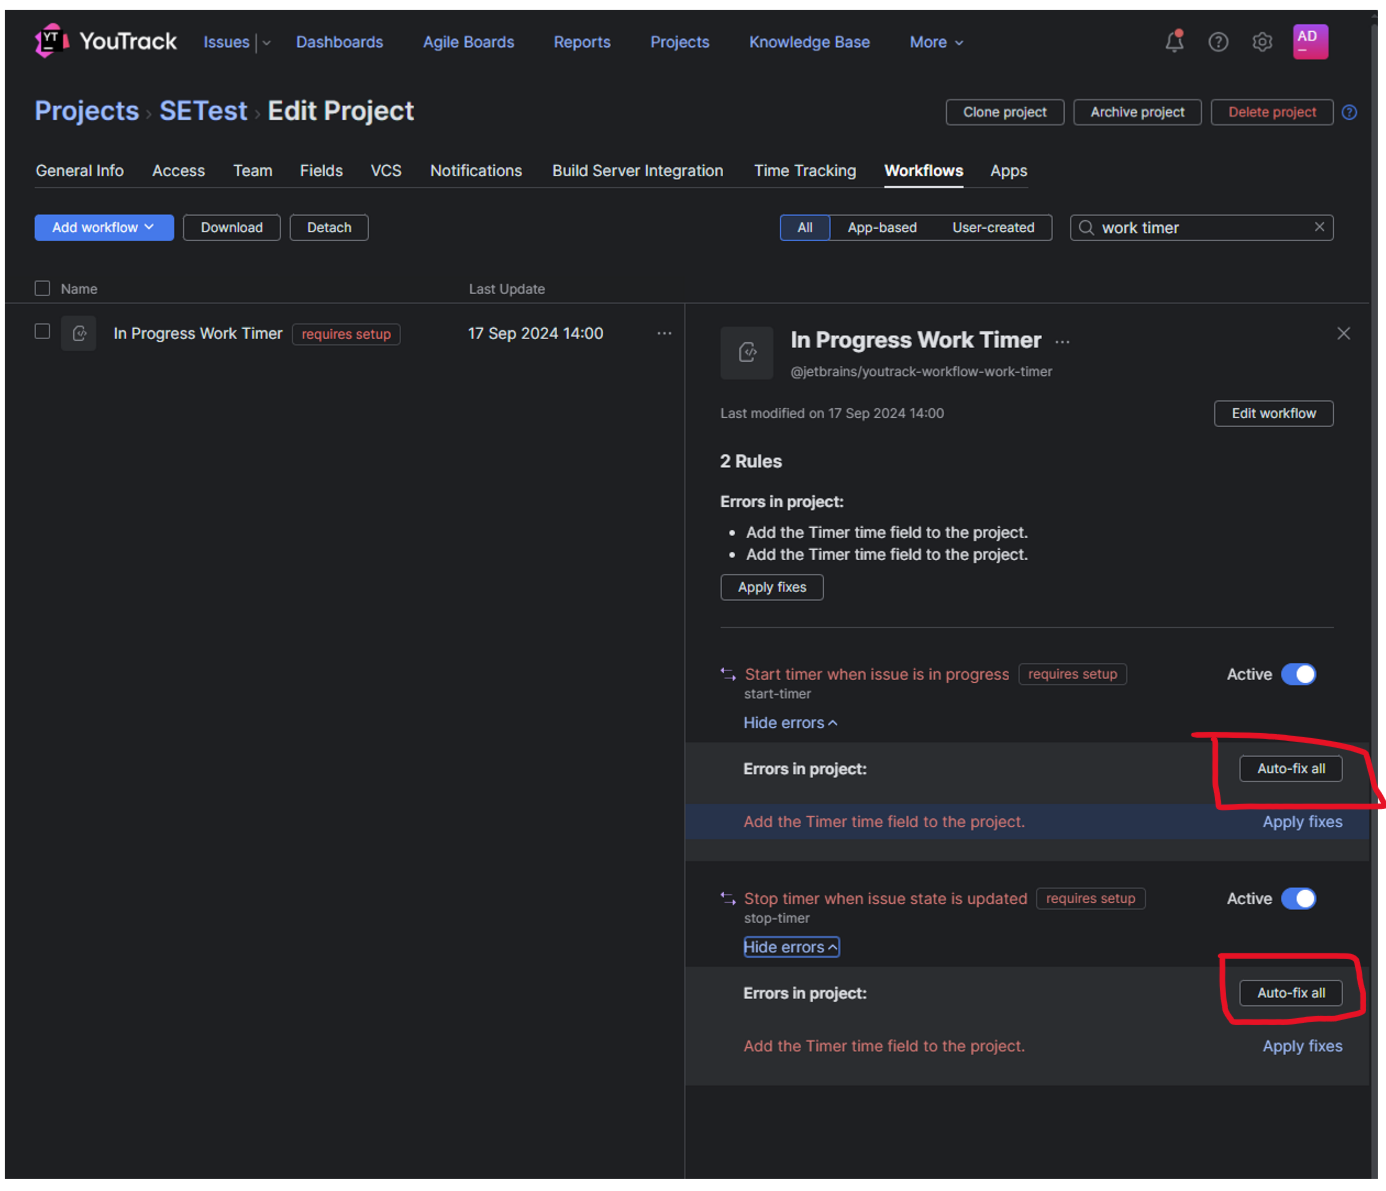 YT YouTrack Issues Dashboards Agile Boards Reports Projects Knowledge Base More AD
Projects › SETest › Edit Project Clone project Archive project Delete project
General Info Access Team Fields VCS Notifications Build Server Integration Time Tracking Workflows Apps
Add workflow Download Detach All App-based User-created work timer
Name Last Update
In Progress Work Timer requires setup 17 Sep 2024 14:00 ...
In Progress Work Timer ...
@jetbrains/youtrack-workflow-work-timer
Last modified on 17 Sep 2024 14:00 Edit workflow
2 Rules
Errors in project:
• Add the Timer time field to the project.
• Add the Timer time field to the project.
Apply fixes
Start timer when issue is in progress requires setup Active
start-timer
Hide errors
Errors in project: Auto-fix all
Add the Timer time field to the project. Apply fixes
Stop timer when issue state is updated requires setup Active
stop-timer
Hide errors
Errors in project: Auto-fix all
Add the Timer time field to the project. Apply fixes